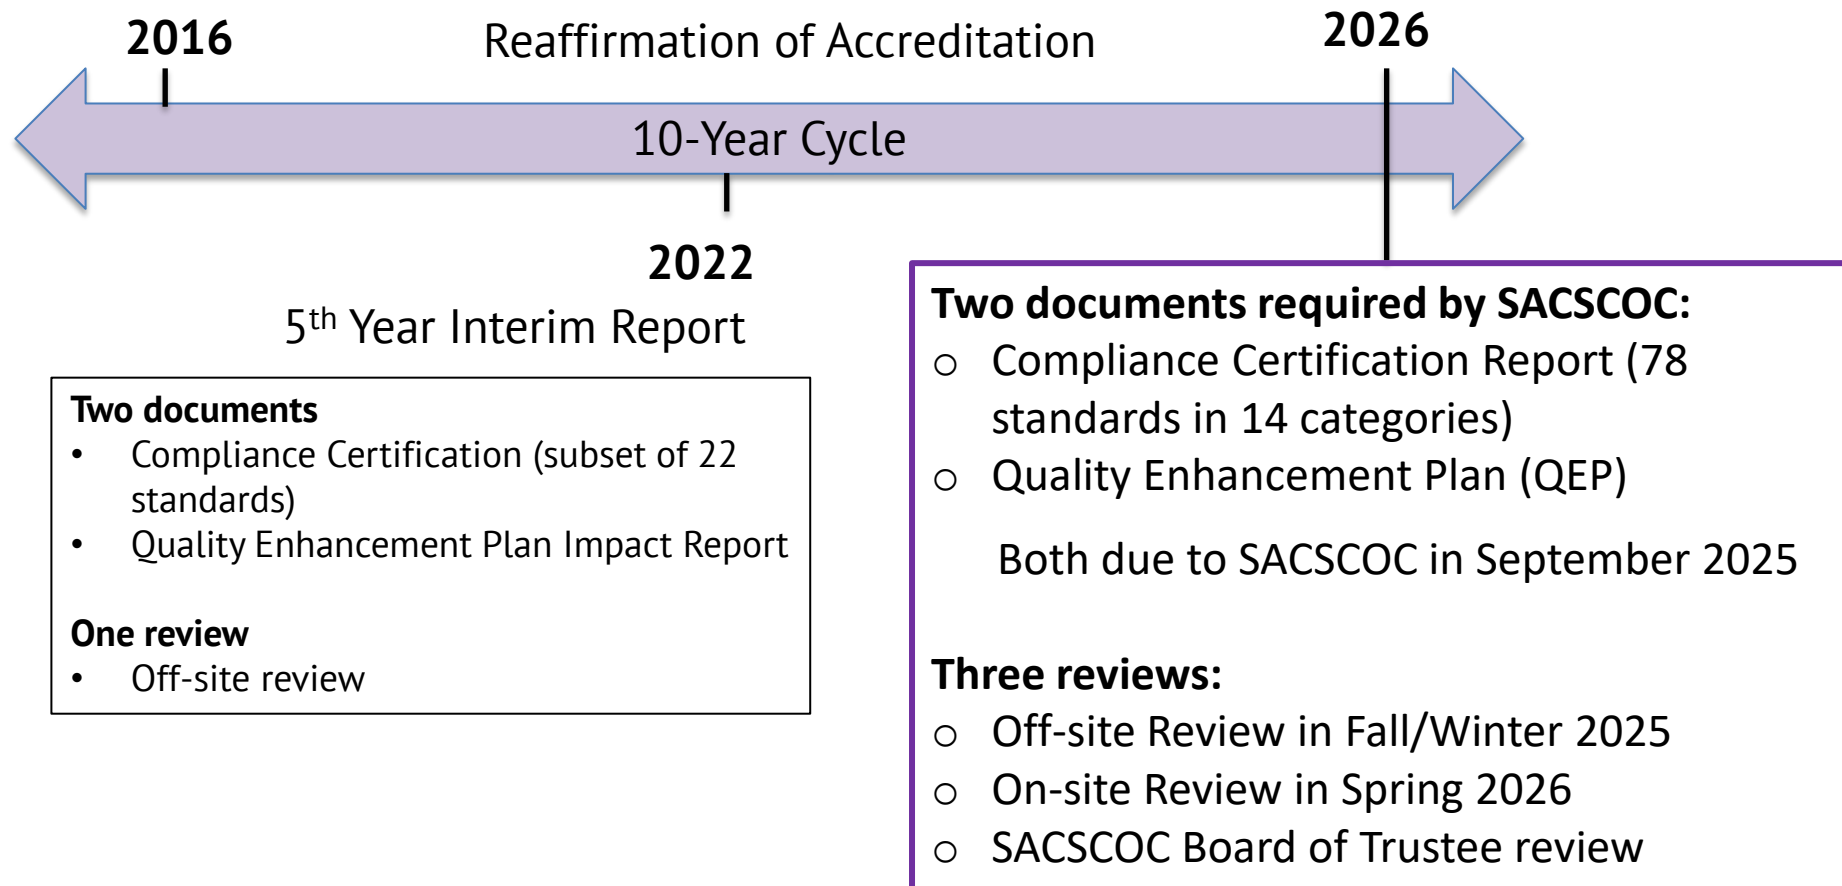 2016
Reaffirmation of Accreditation
2026
10-Year Cycle
2022
5th Year Interim Report
Two documents
• Compliance Certification (subset of 22
standards)
• Quality Enhancement Plan Impact Report
One review
• Off-site review
Two documents required by SACSCOC:
o Compliance Certification Report (78
standards in 14 categories)
o Quality Enhancement Plan (QEP)
Both due to SACSCOC in September 2025
Three reviews:
o Off-site Review in Fall/Winter 2025
o On-site Review in Spring 2026
o SACSCOC Board of Trustee review